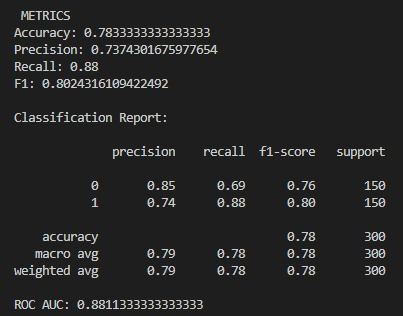 METRICS
Accuracy: 0.7833333333333333
Precision: 0.7374301675977654
Recall: 0.88
F1: 0.8024316109422492
Classification Report:
precision recall f1-score support
0 0.85 0.69 0.76 150
1 0.74 0.88 0.80 150
accuracy 0.78 300
macro avg 0.79 0.78 0.78 300
weighted avg 0.79 0.78 0.78 300
ROC AUC: 0.8811333333333333